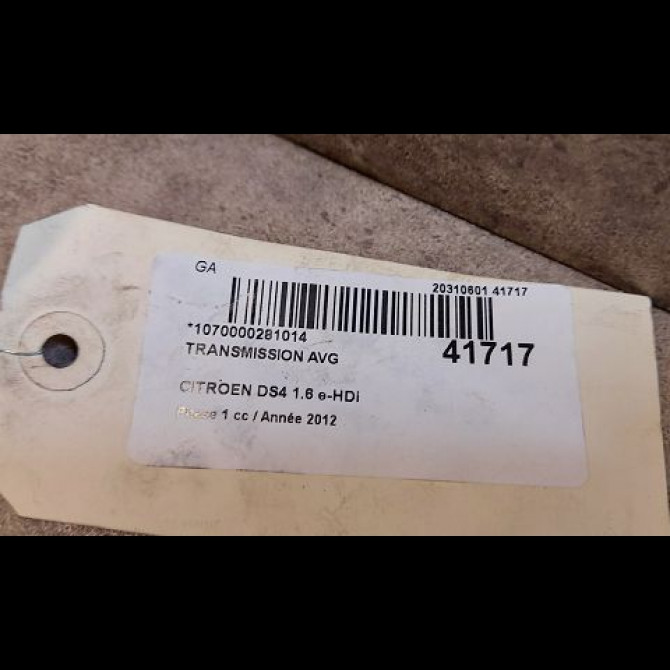 GA
20310601 41717
*1070000281014
41717
TRANSMISSION AVG
CITROEN DS4 1.6 e-HDi
Phase 1 cc / Année 2012